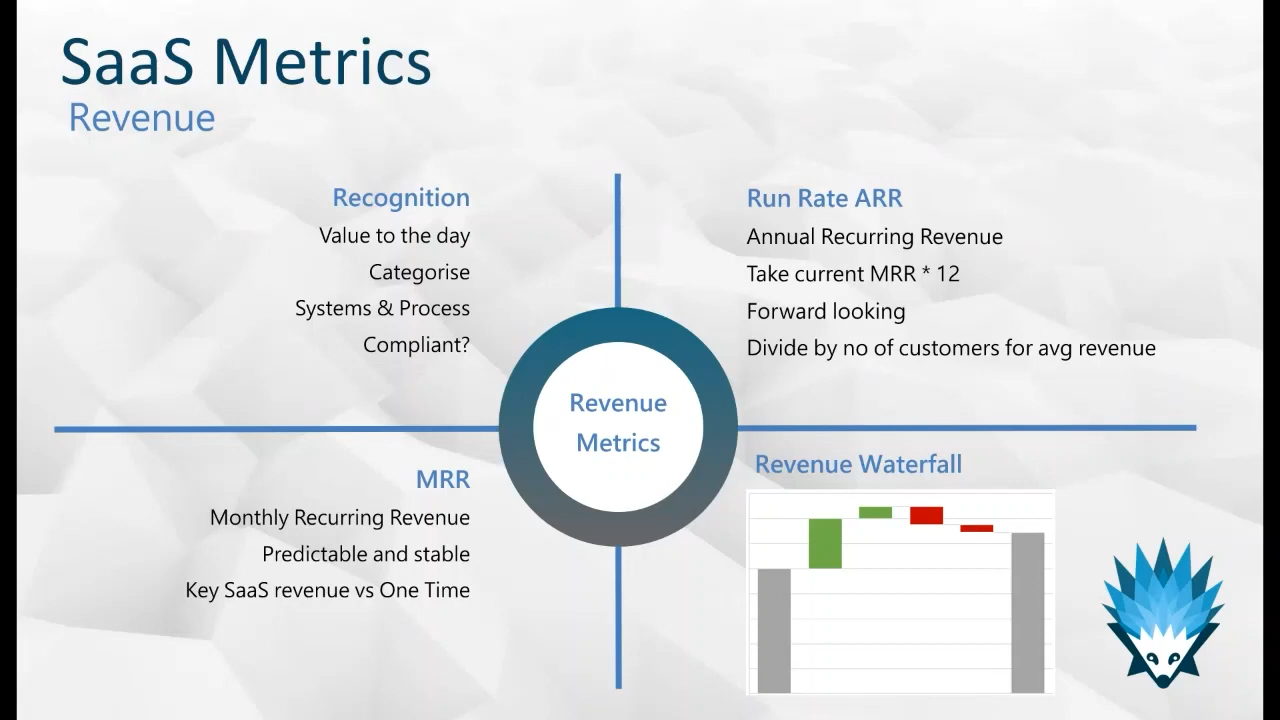 SaaS Metrics
Revenue
Recognition
Value to the day
Categorise
Systems & Process
Compliant?
Run Rate ARR
Annual Recurring Revenue
Take current MRR * 12
Forward looking
Divide by no of customers for avg revenue
Revenue
Metrics
MRR
Monthly Recurring Revenue
Predictable and stable
Key SaaS revenue vs One Time
Revenue Waterfall